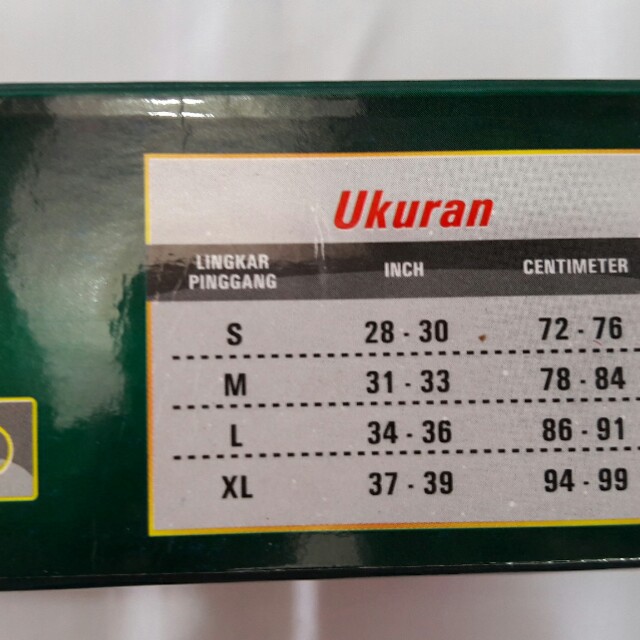 Ukuran
LINGKAR PINGGANG INCH CENTIMETER
S 28 - 30 72 - 76
M 31 - 33 78 - 84
L 34 - 36 86 - 91
XL 37 - 39 94 - 99